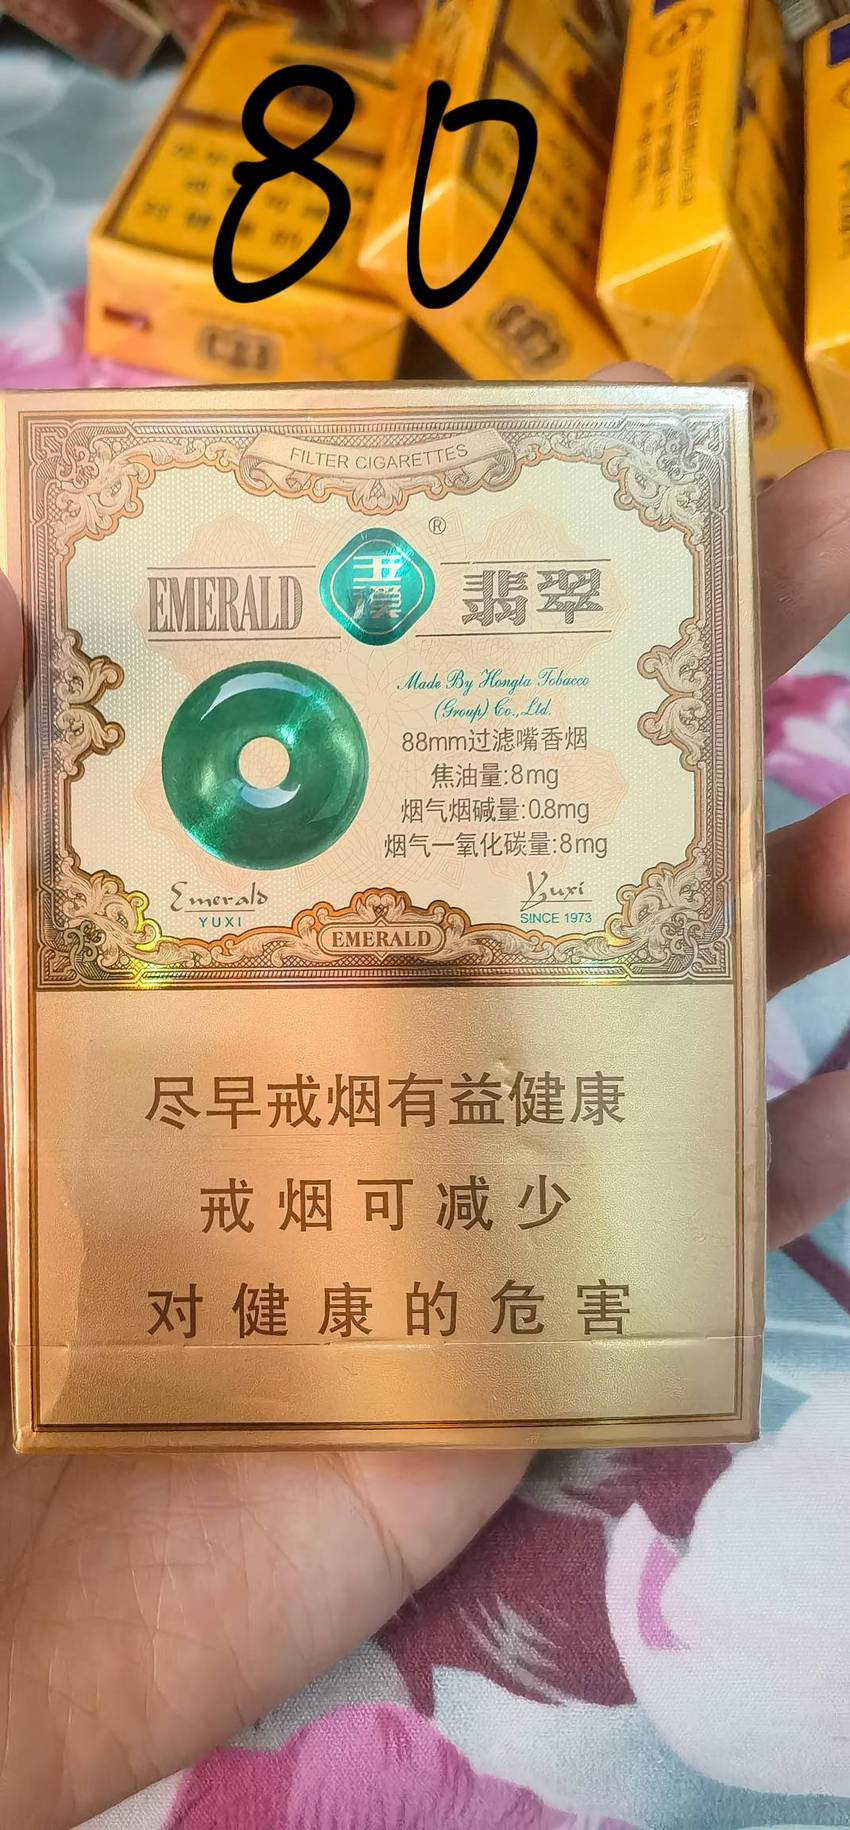 80
FILTER CIGARETTES
EMERALD 玉溪® 翡翠
Made By Hongta Tobacco
(Group) Co., Ltd.
88mm过滤嘴香烟
焦油量:8mg
烟气烟碱量:0.8mg
烟气一氧化碳量:8mg
Emerald
YUXI
Yuxi
SINCE 1973
EMERALD
尽早戒烟有益健康
戒烟可减少
对健康的危害